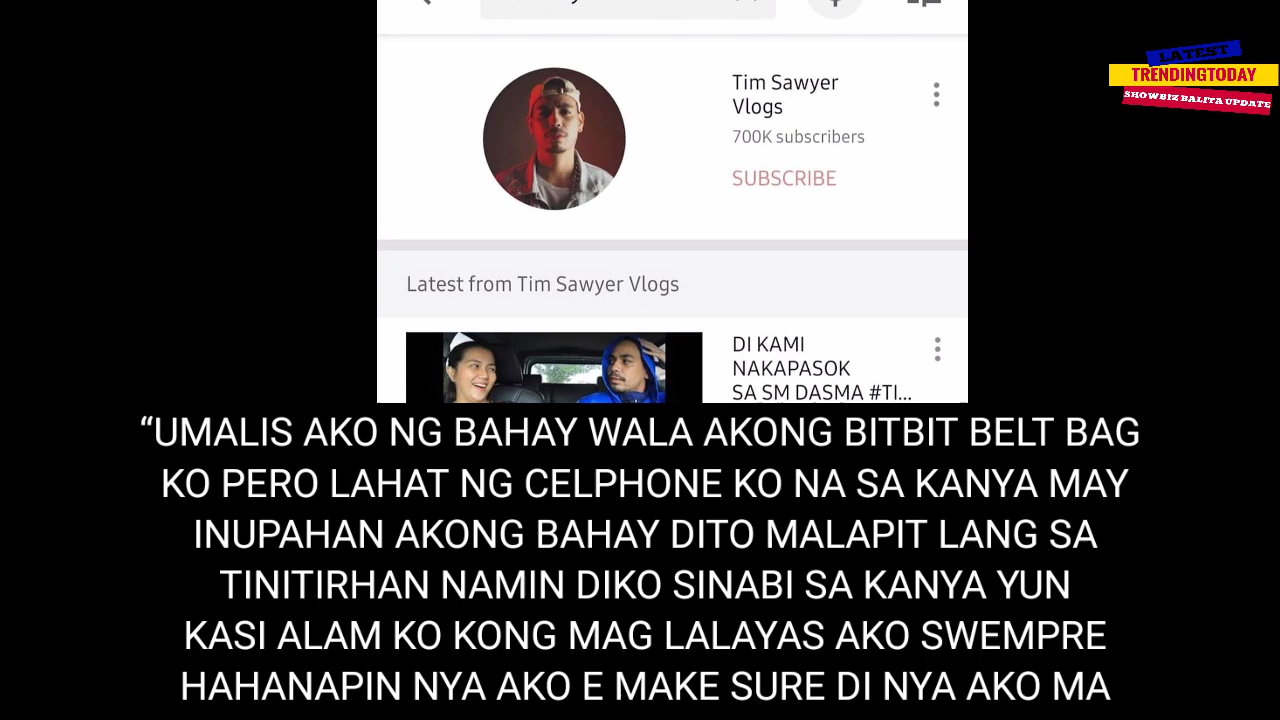 LATEST
TRENDINGTODAY
SHOWBIZ BALITA UPDATE
Tim Sawyer
Vlogs
700K subscribers
SUBSCRIBE
Latest from Tim Sawyer Vlogs
DI KAMI
NAKAPASOK
SA SM DASMA #TI...
“UMALIS AKO NG BAHAY WALA AKONG BITBIT BELT BAG
KO PERO LAHAT NG CELPHONE KO NA SA KANYA MAY
INUPAHAN AKONG BAHAY DITO MALAPIT LANG SA
TINITIRHAN NAMIN DIKO SINABI SA KANYA YUN
KASI ALAM KO KONG MAG LALAYAS AKO SWEMPRE
HAHANAPIN NYA AKO E MAKE SURE DI NYA AKO MA